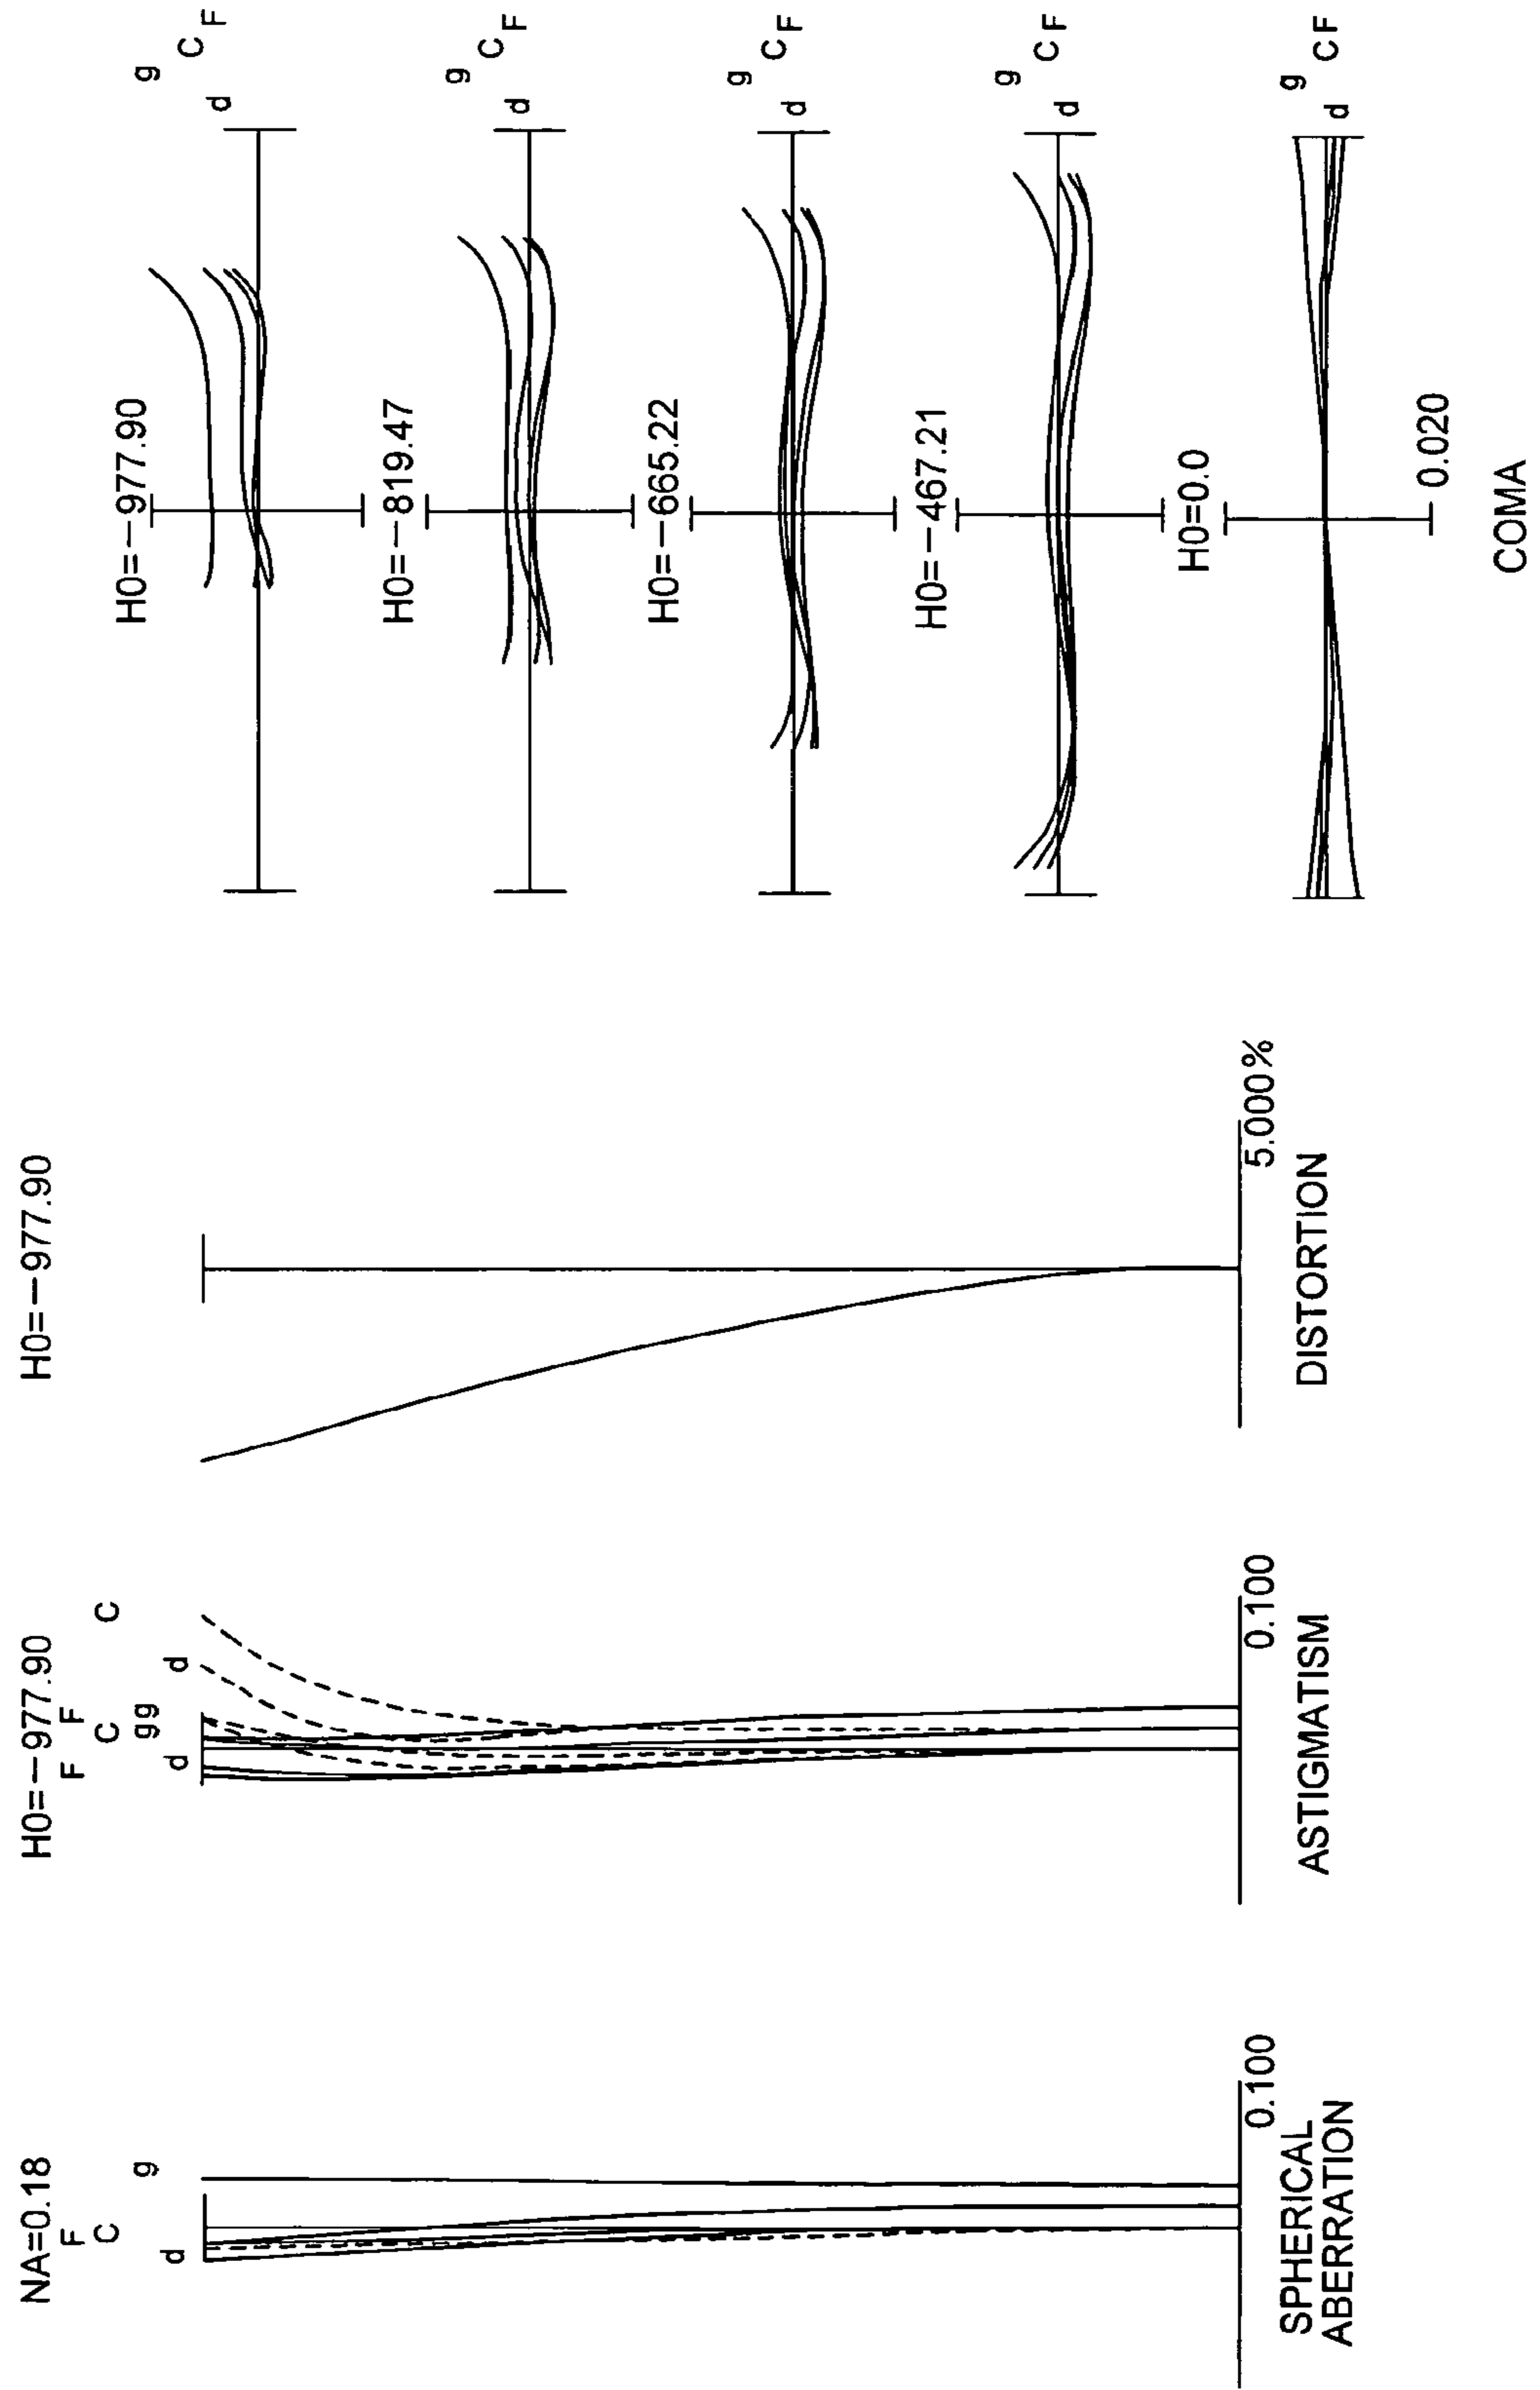 NA=0.18
F
C
g
d
0.100
SPHERICAL
ABERRATION
H0=−977.90
F F
C C
gg
d d
0.100
ASTIGMATISM
H0=−977.90
5.000%
DISTORTION
H0=−977.90
g
C
F
d
H0=−819.47
g
C
F
d
H0=−665.22
g
C
F
d
H0=−467.21
g
C
F
d
H0=0.0
g
C F
d
0.020
COMA